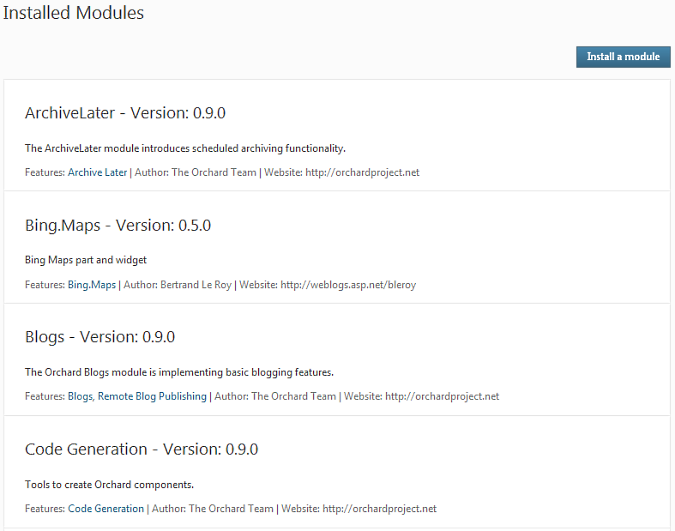 Installed Modules
Install a module
ArchiveLater - Version: 0.9.0
The ArchiveLater module introduces scheduled archiving functionality.
Features: Archive Later | Author: The Orchard Team | Website: http://orchardproject.net
Bing.Maps - Version: 0.5.0
Bing Maps part and widget
Features: Bing.Maps | Author: Bertrand Le Roy | Website: http://weblogs.asp.net/bleroy
Blogs - Version: 0.9.0
The Orchard Blogs module is implementing basic blogging features.
Features: Blogs, Remote Blog Publishing | Author: The Orchard Team | Website: http://orchardproject.net
Code Generation - Version: 0.9.0
Tools to create Orchard components.
Features: Code Generation | Author: The Orchard Team | Website: http://orchardproject.net